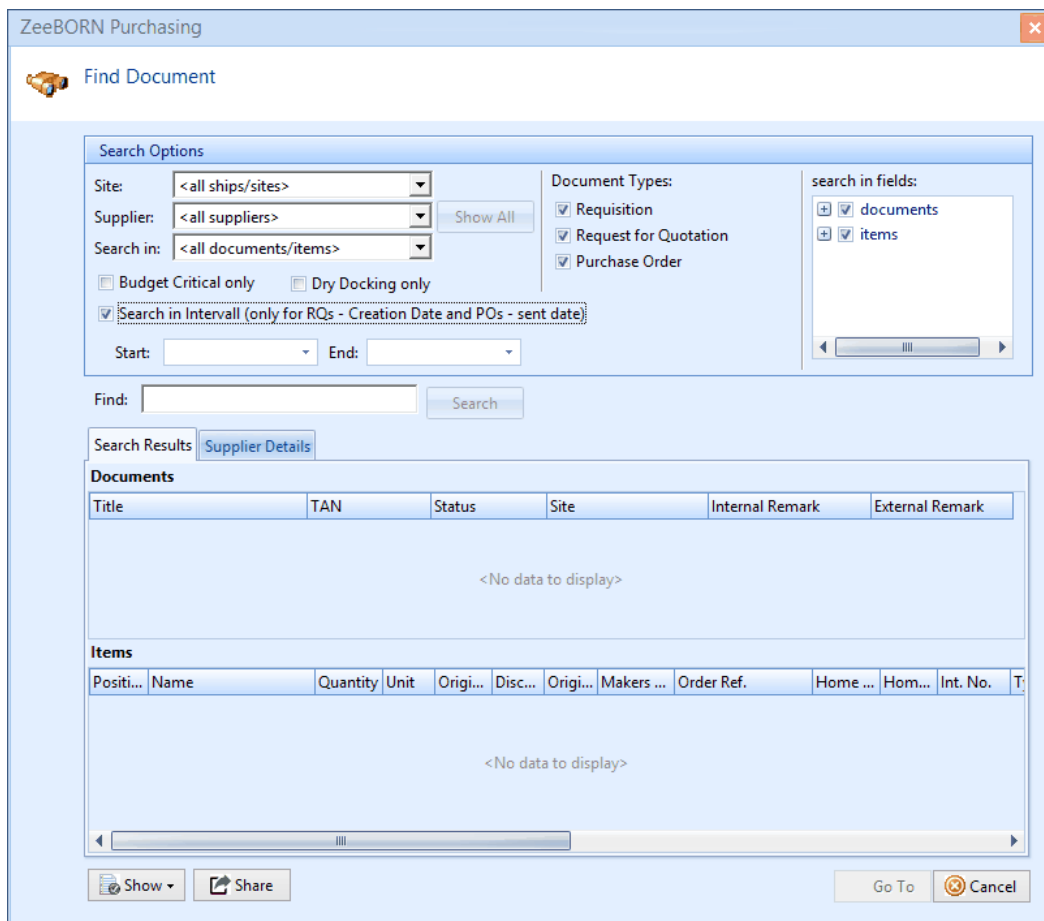 ZeeBORN Purchasing
Find Document
Search Options
Site: <all ships/sites>
Supplier: <all suppliers> Show All
Search in: <all documents/items>
Budget Critical only Dry Docking only
Search in Intervall (only for RQs - Creation Date and POs - sent date)
Start: End:
Document Types:
Requisition
Request for Quotation
Purchase Order
search in fields:
documents
items
Find: Search
Search Results Supplier Details
Documents
Title TAN Status Site Internal Remark External Remark
<No data to display>
Items
Positi... Name Quantity Unit Origi... Disc... Origi... Makers ... Order Ref. Home ... Hom... Int. No.
<No data to display>
Show Share Go To Cancel